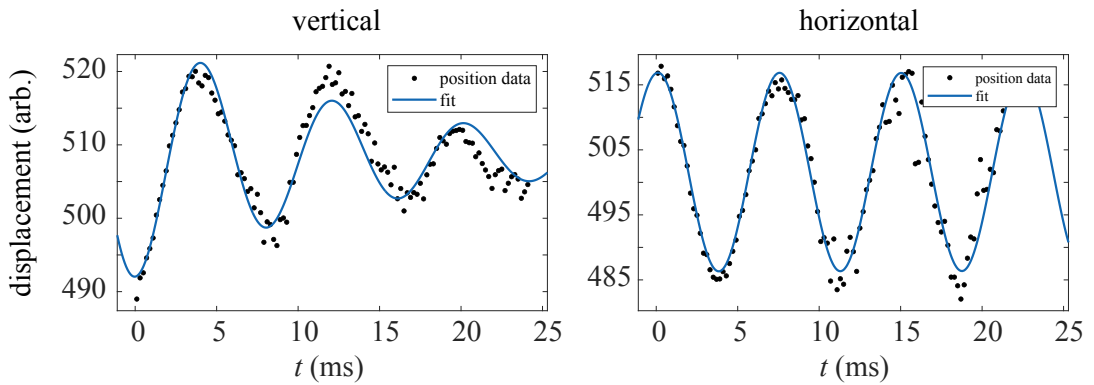 vertical
horizontal
displacement (arb.)
520
510
500
490
position data
fit
0
5
10
15
20
25
t (ms)
515
505
495
485
position data
fit
0
5
10
15
20
25
t (ms)